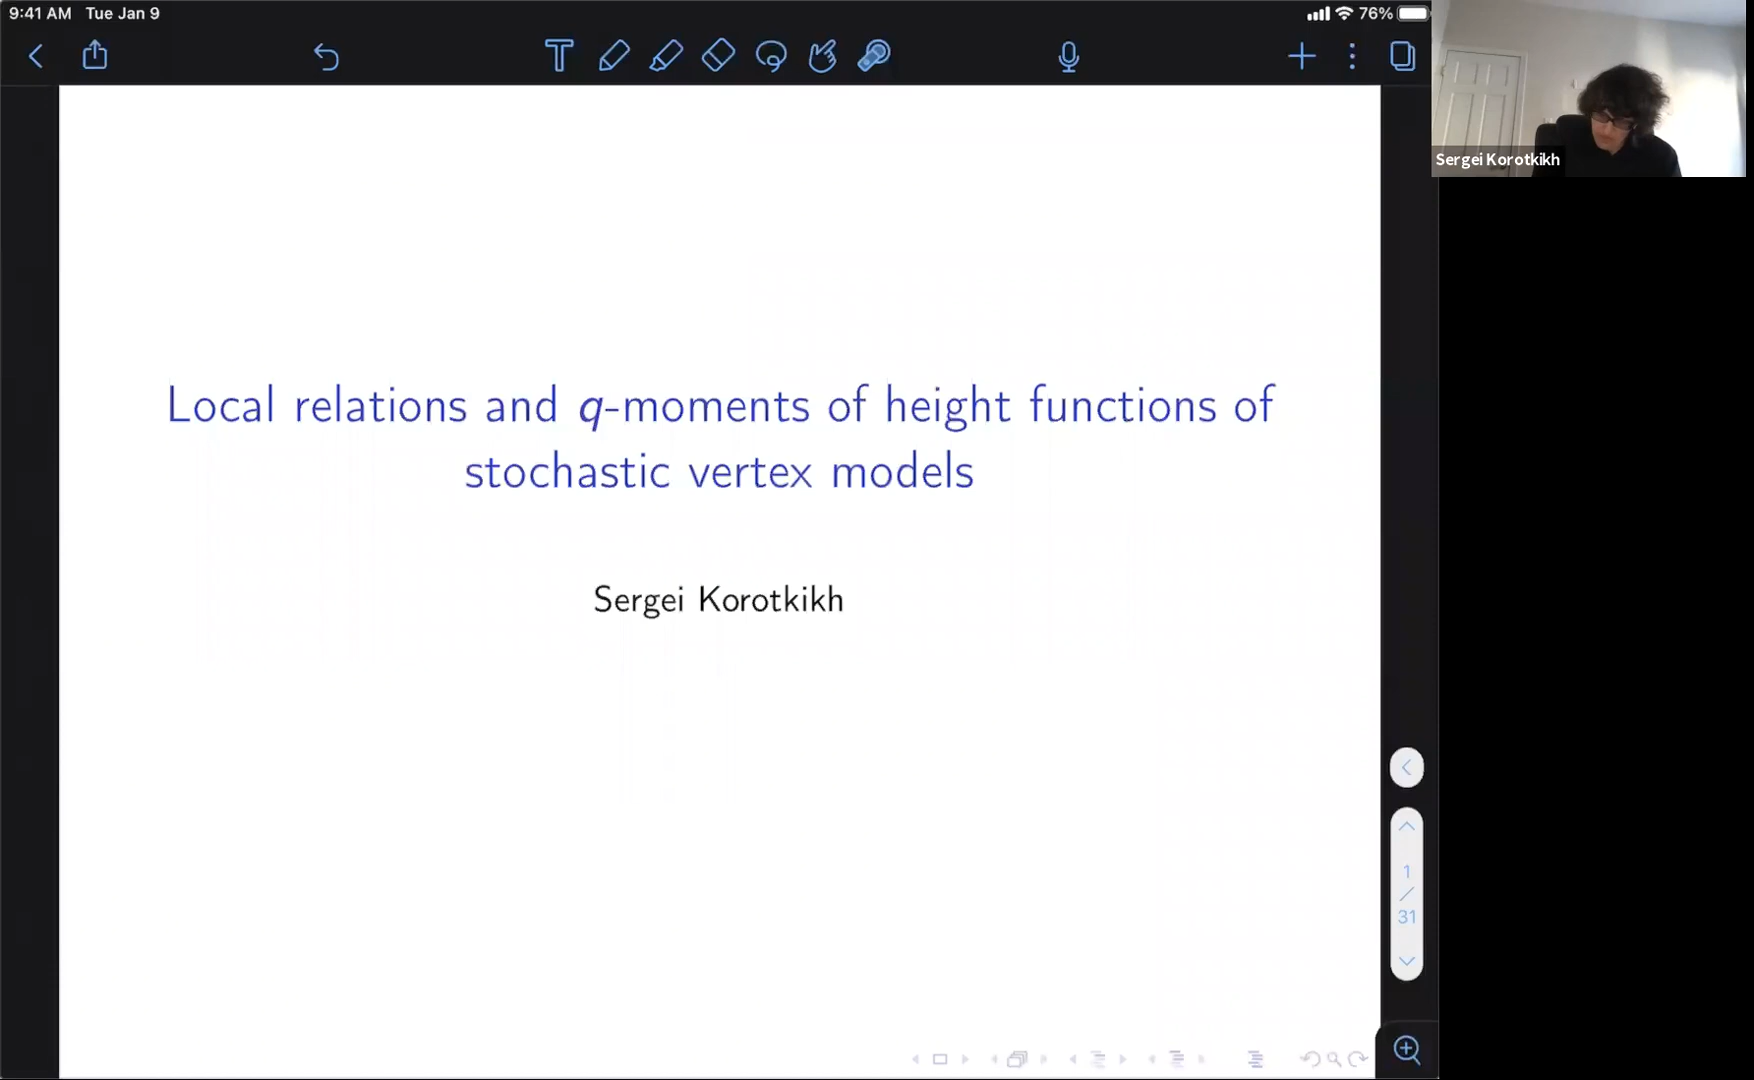 9:41 AM Tue Jan 9
76%
Sergei Korotkikh
Local relations and q-moments of height functions of
stochastic vertex models
Sergei Korotkikh
1
/
31